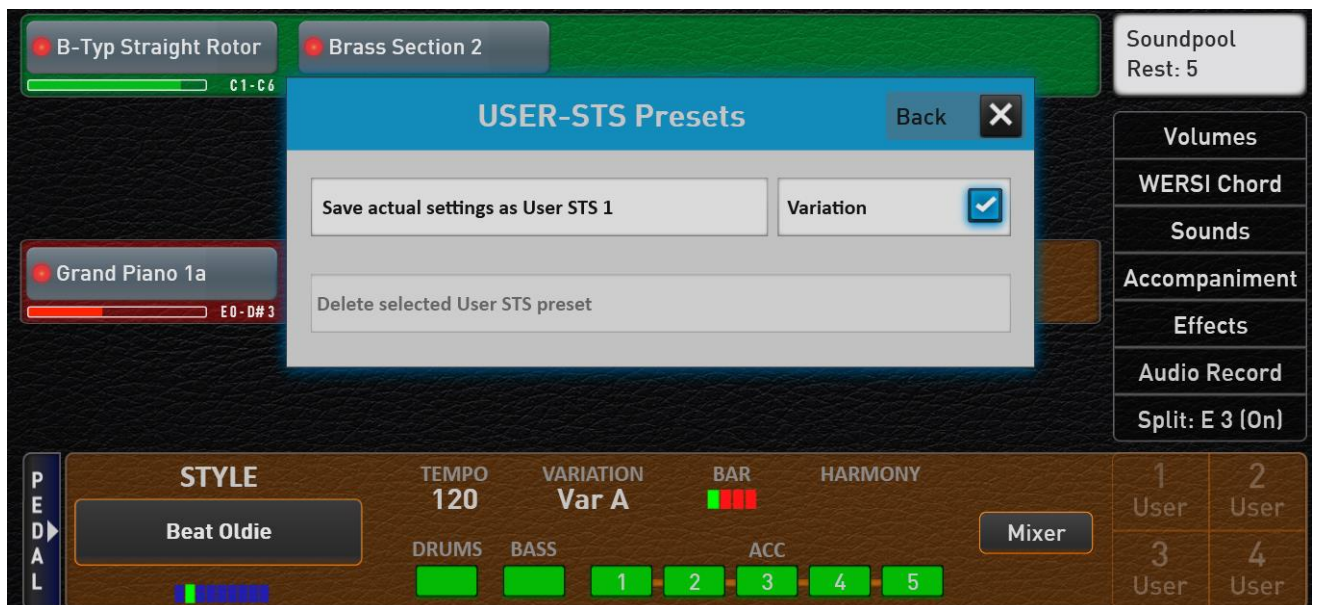 B-Typ Straight Rotor
Brass Section 2
Soundpool
Rest: 5
C1-C6
USER-STS Presets
Back
Volumes
WERSI Chord
Save actual settings as User STS 1
Variation
Sounds
Grand Piano 1a
Accompaniment
Delete selected User STS preset
E0-D#3
Effects
Audio Record
Split: E 3 (On)
PEDAL
STYLE
TEMPO
VARIATION
BAR
HARMONY
120
Var A
Beat Oldie
Mixer
DRUMS
BASS
ACC
1
2
3
4
5
1
User
2
User
3
User
4
User